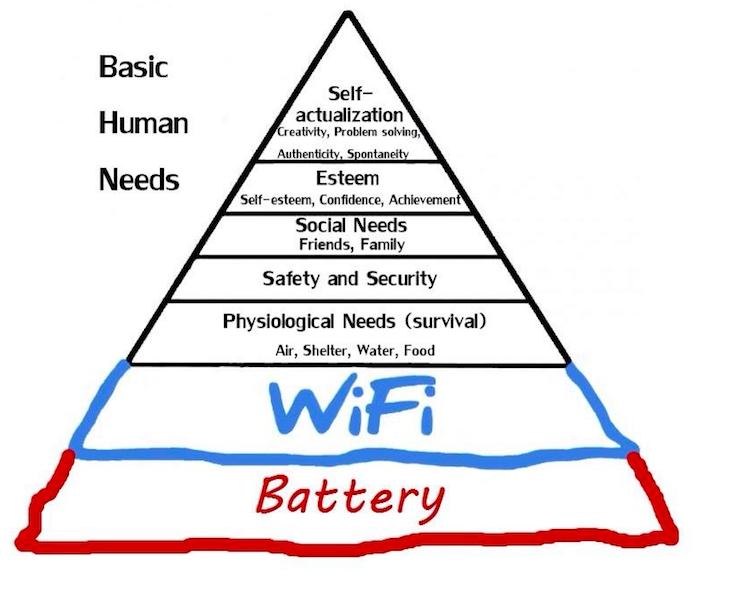 Basic
Human
Needs
Self-
actualization
Creativity, Problem solving,
Authenticity, Spontaneity
Esteem
Self-esteem, Confidence, Achievement
Social Needs
Friends, Family
Safety and Security
Physiological Needs (survival)
Air, Shelter, Water, Food
WiFi
Battery